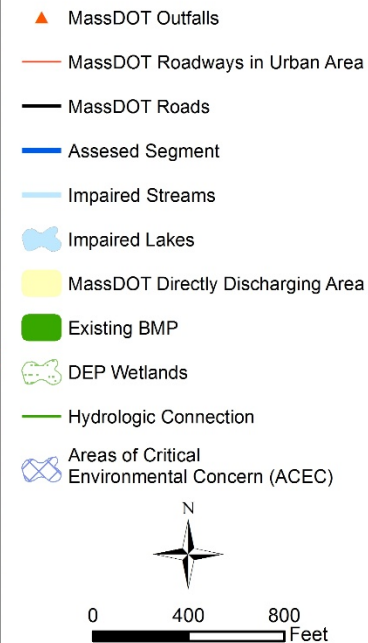 MassDOT Outfalls
MassDOT Roadways in Urban Area
MassDOT Roads
Assesed Segment
Impaired Streams
Impaired Lakes
MassDOT Directly Discharging Area
Existing BMP
DEP Wetlands
Hydrologic Connection
Areas of Critical
Environmental Concern (ACEC)
N
0 400 800
Feet